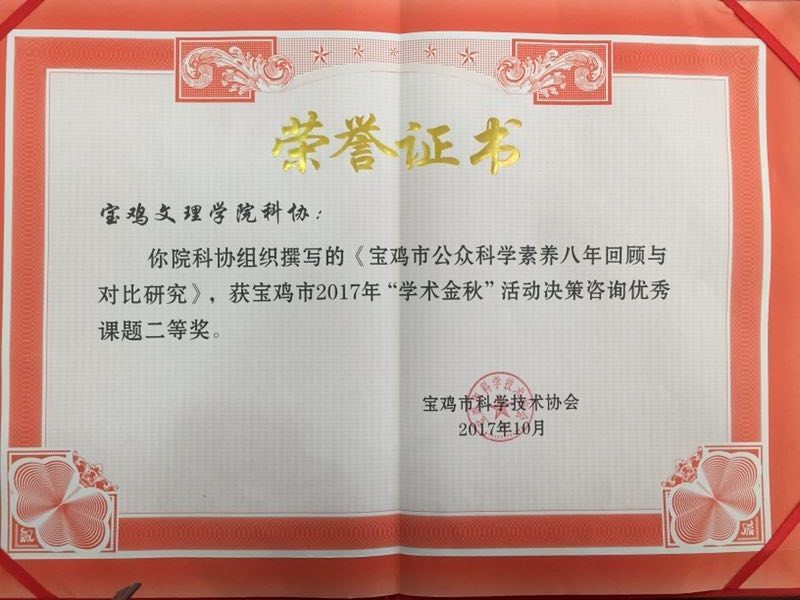 荣誉证书
宝鸡文理学院科协：
你院科协组织撰写的《宝鸡市公众科学素养八年回顾与
对比研究》，获宝鸡市2017年“学术金秋”活动决策咨询优秀
课题二等奖。
宝鸡市科学技术协会
2017年10月